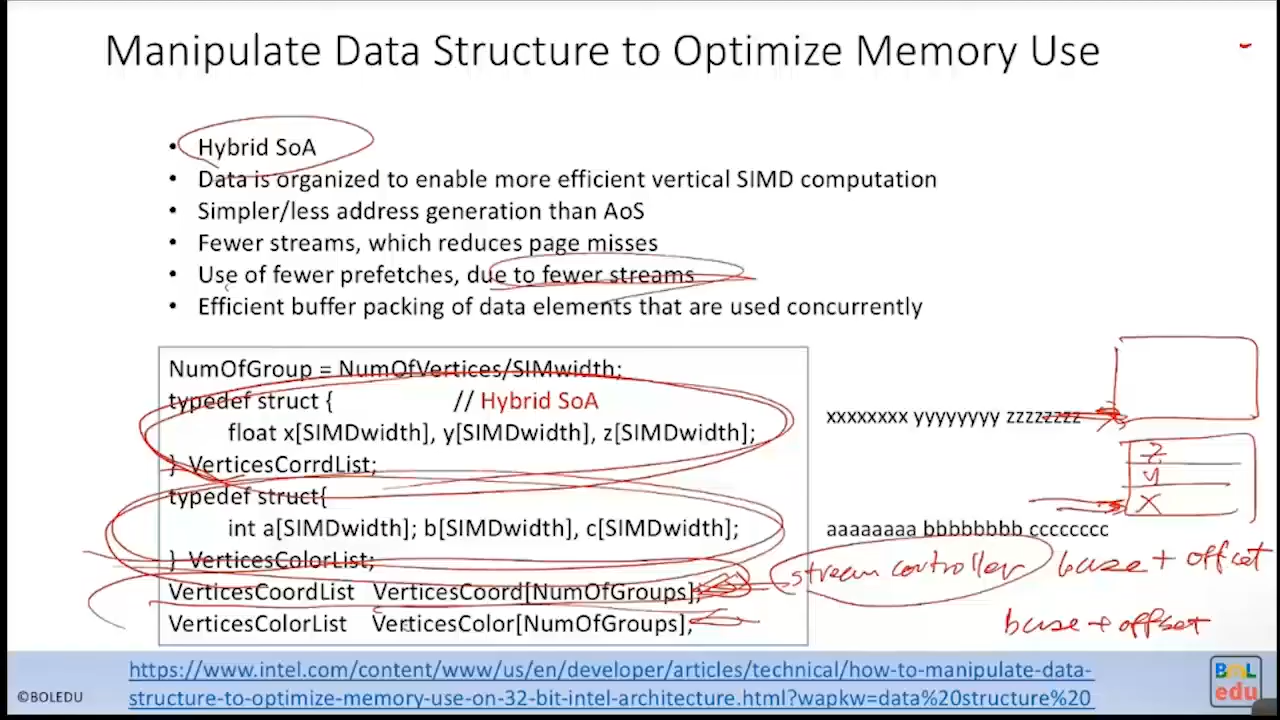 Manipulate Data Structure to Optimize Memory Use
• Hybrid SoA
• Data is organized to enable more efficient vertical SIMD computation
• Simpler/less address generation than AoS
• Fewer streams, which reduces page misses
• Use of fewer prefetches, due to fewer streams
• Efficient buffer packing of data elements that are used concurrently
NumOfGroup = NumOfVertices/SIMwidth;
typedef struct { // Hybrid SoA
float x[SIMDwidth], y[SIMDwidth], z[SIMDwidth];
} VerticesCorrdList;
typedef struct{
int a[SIMDwidth]; b[SIMDwidth], c[SIMDwidth];
} VerticesColorList;
VerticesCoordList VerticesCoord[NumOfGroups];
VerticesColorList VerticesColor[NumOfGroups];
xxxxxxxx yyyyyyyy zzzzzzzz
z
y
x
aaaaaaaa bbbbbbbb cccccccc
stream controller base + offset
base + offset
https://www.intel.com/content/www/us/en/developer/articles/technical/how-to-manipulate-data-
structure-to-optimize-memory-use-on-32-bit-intel-architecture.html?wapkw=data%20structure%20
©BOLEDU
BOL
edu